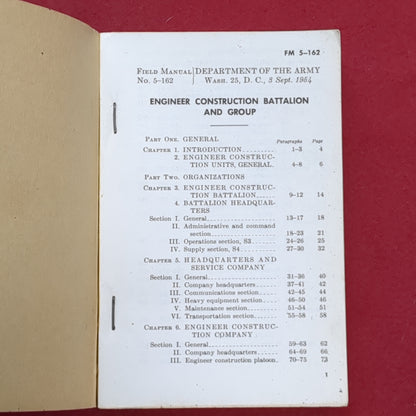 FM 5-162
FIELD MANUAL DEPARTMENT OF THE ARMY
No. 5-162 WASH. 25, D. C., 3 Sept. 1964
ENGINEER CONSTRUCTION BATTALION
AND GROUP
PART ONE. GENERAL Paragraphs Page
CHAPTER 1. INTRODUCTION 1-3 4
2. ENGINEER CONSTRUC-
TION UNITS, GENERAL 4-8 6
PART TWO. ORGANIZATIONS
CHAPTER 3. ENGINEER CONSTRUC-
TION BATTALION 9-12 14
4. BATTALION HEADQUAR-
TERS
Section I. General 13-17 18
II. Administrative and command
section 18-23 21
III. Operations section, S3 24-26 25
IV. Supply section, S4 27-30 32
CHAPTER 5. HEADQUARTERS AND
SERVICE COMPANY
Section I. General 31-36 40
II. Company headquarters 37-41 42
III. Communications section 42-45 44
IV. Heavy equipment section 46-50 46
V. Maintenance section 51-54 51
VI. Transportation section 55-58 58
CHAPTER 6. ENGINEER CONSTRUC-
TION COMPANY
Section I. General 59-63 62
II. Company headquarters 64-69 66
III. Engineer construction platoon 70-75 73
1